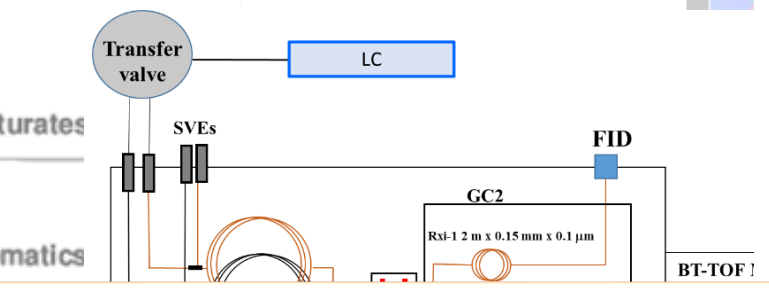 Transfer
valve
LC
turates
SVEs
FID
GC2
Rxi-1 2 m x 0.15 mm x 0.1 µm
matics
BT-TOF